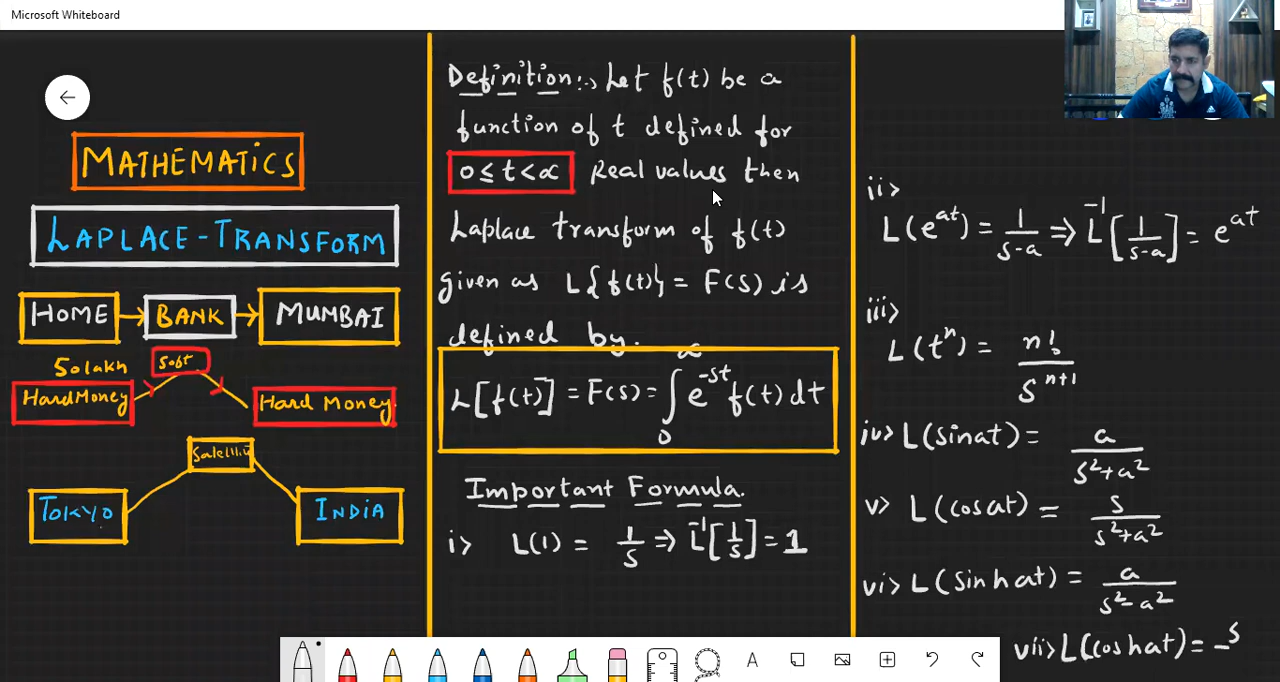 Microsoft Whiteboard
MATHEMATICS
LAPLACE-TRANSFORM
HOME → BANK → MUMBAI
50lakh
Soft
HardMoney
Hard Money
TOKYO
INDIA
Definition:- Let f(t) be a
function of t defined for
0 ≤ t < ∝ Real values then
Laplace transform of f(t)
given as L{f(t)} = F(s) is
defined by.
L[f(t)] = F(s) = ∫₀^∝ e^{-st} f(t) dt
Important Formula.
i> L(1) = 1/s ⇒ L⁻¹[1/s] = 1
ii>
L(e^{at}) = 1/(s-a) ⇒ L⁻¹[1/(s-a)] = e^{at}
iii>
L(t^n) = n!/s^{n+1}
iv> L(sinat) = a/(s²+a²)
v> L(cosat) = s/(s²+a²)
vi> L(sinhat) = a/(s²-a²)
vii> L(coshat) = s